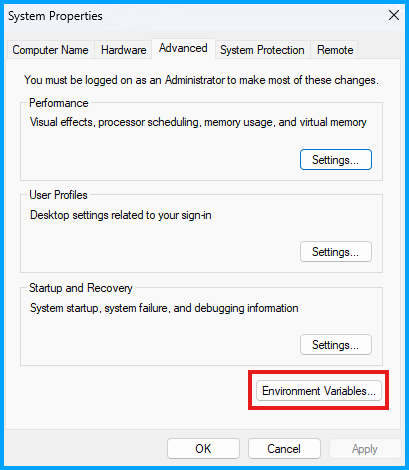 System Properties
Computer Name Hardware Advanced System Protection Remote
You must be logged on as an Administrator to make most of these changes.
Performance
Visual effects, processor scheduling, memory usage, and virtual memory
Settings...
User Profiles
Desktop settings related to your sign-in
Settings...
Startup and Recovery
System startup, system failure, and debugging information
Settings...
Environment Variables...
OK Cancel Apply